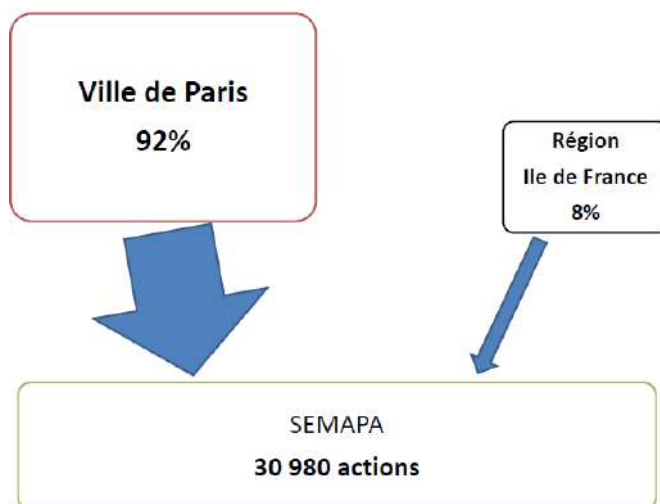 Ville de Paris
92%
Région
Ile de France
8%
SEMAPA
30 980 actions